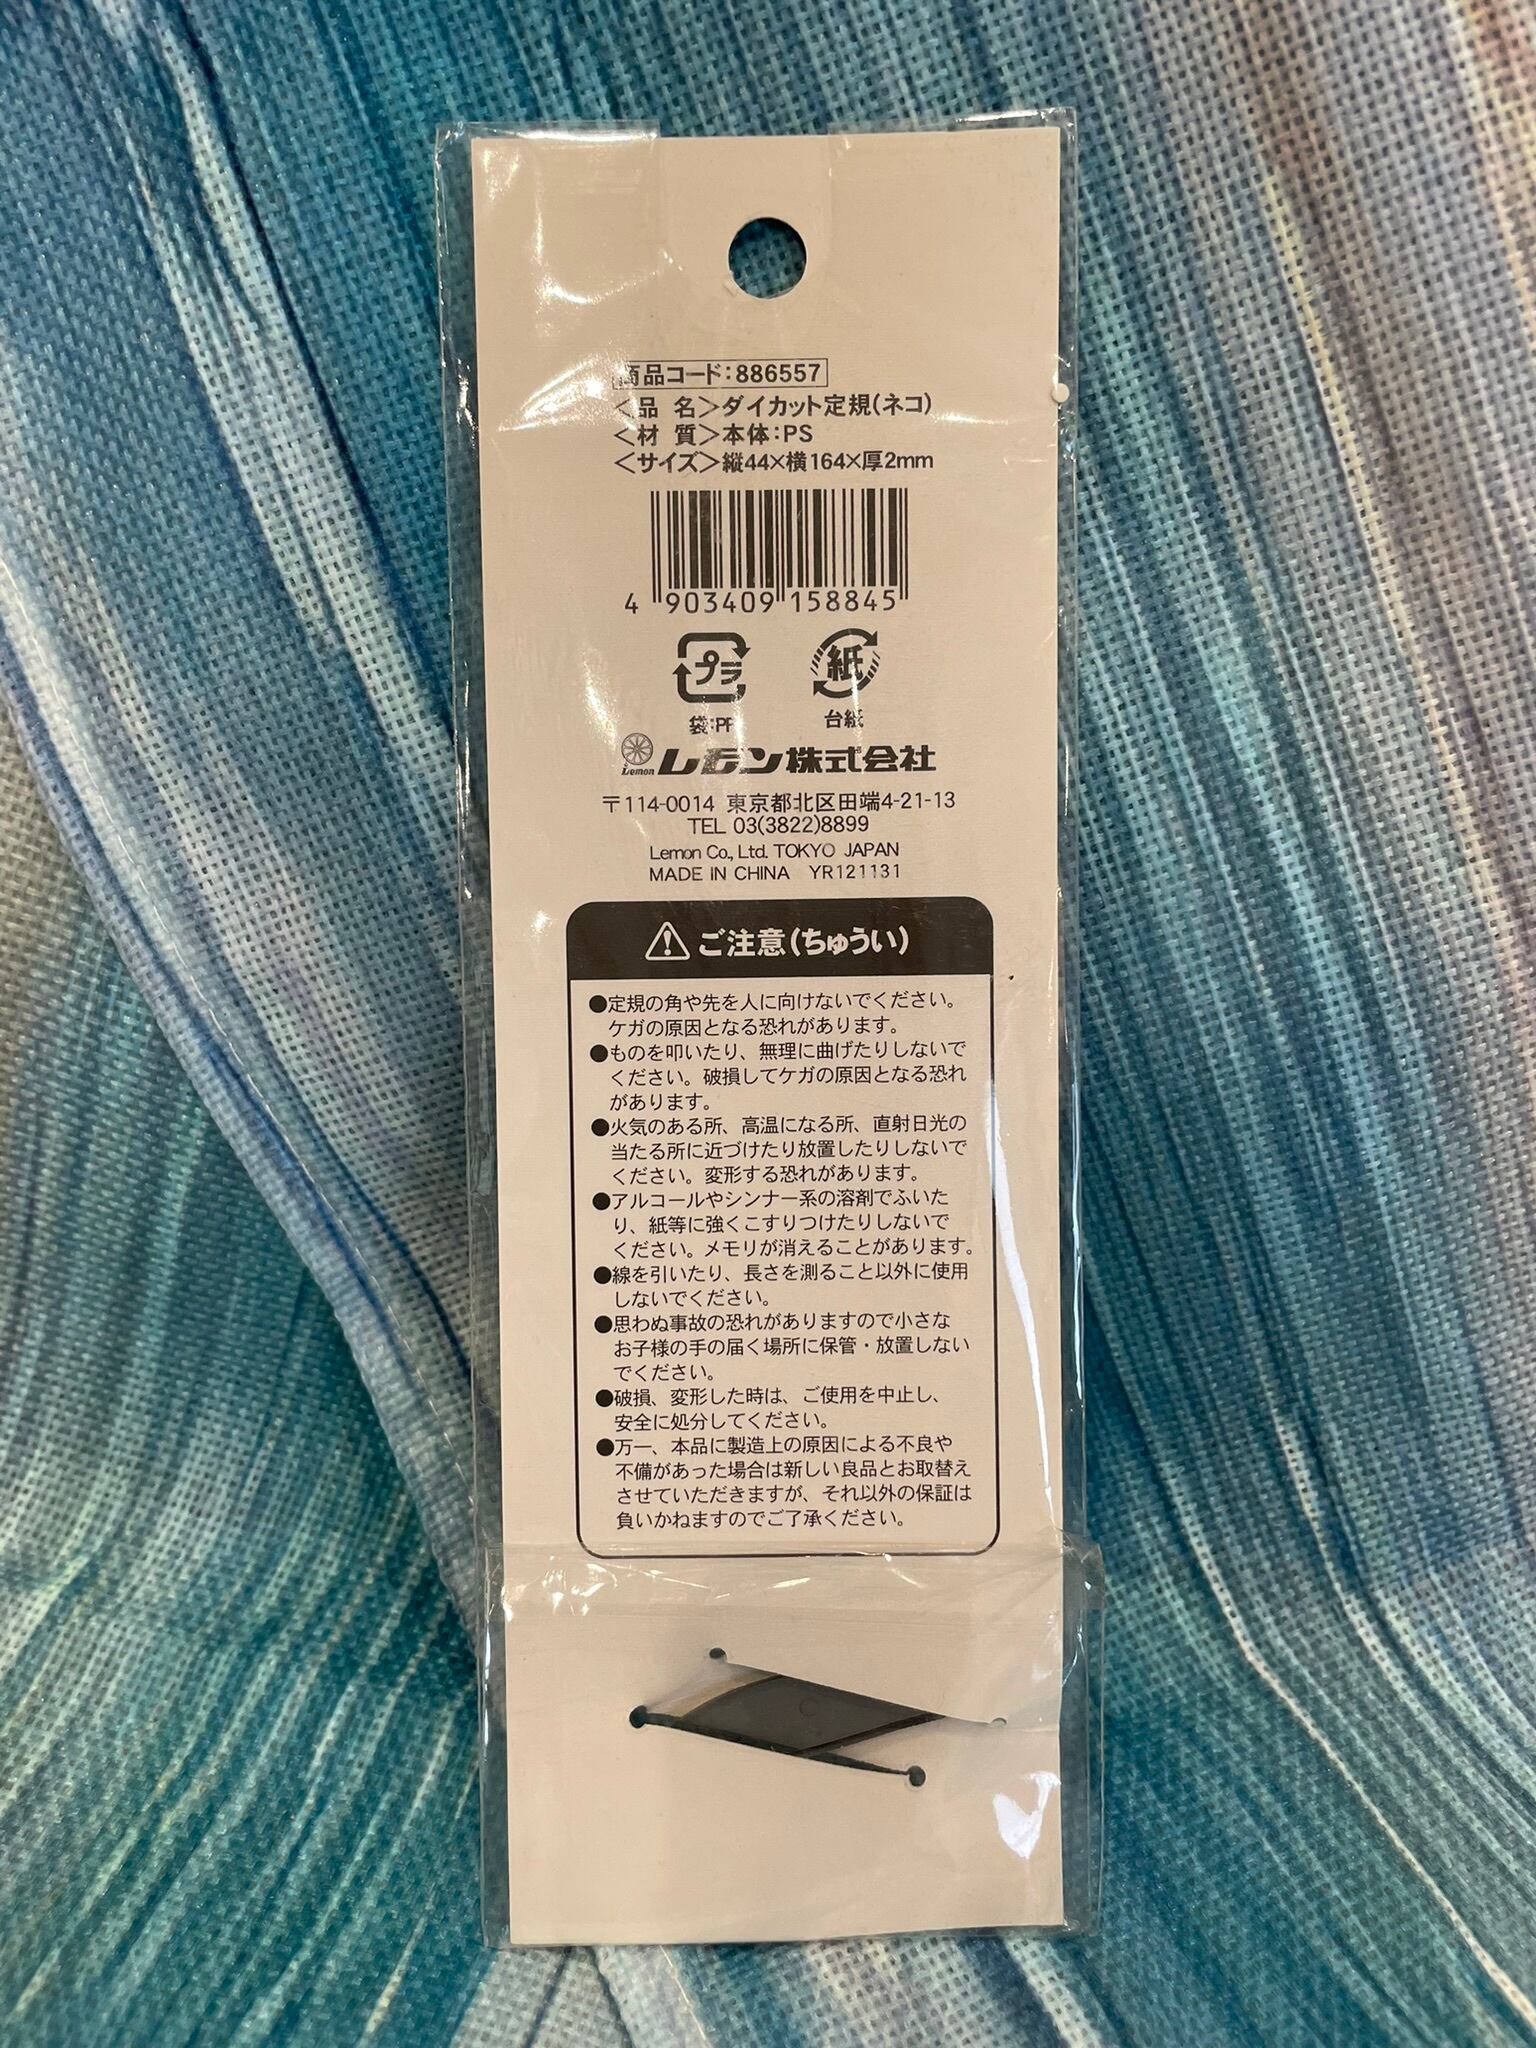 商品コード:886557
<品 名>ダイカット定規(ネコ)
<材 質>本体:PS
<サイズ>縦44×横164×厚2mm
4 903409 158845
プラ
紙
袋:PP
台紙
Lemon レモン株式会社
〒114-0014 東京都北区田端4-21-13
TEL 03(3822)8899
Lemon Co., Ltd. TOKYO JAPAN
MADE IN CHINA YR121131
ご注意(ちゅうい)
●定規の角や先を人に向けないでください。
ケガの原因となる恐れがあります。
●ものを叩いたり、無理に曲げたりしないで
ください。破損してケガの原因となる恐れ
があります。
●火気のある所、高温になる所、直射日光の
当たる所に近づけたり放置したりしないで
ください。変形する恐れがあります。
●アルコールやシンナー系の溶剤でふいた
り、紙等に強くこすりつけたりしないで
ください。メモリが消えることがあります。
●線を引いたり、長さを測ること以外に使用
しないでください。
●思わぬ事故の恐れがありますので小さな
お子様の手の届く場所に保管・放置しない
でください。
●破損、変形した時は、ご使用を中止し、
安全に処分してください。
●万一、本品に製造上の原因による不良や
不備があった場合は新しい良品とお取替え
させていただきますが、それ以外の保証は
負いかねますのでご了承ください。